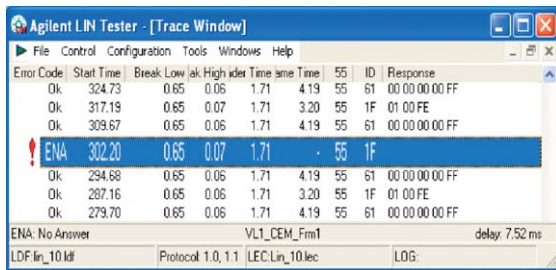 Agilent LIN Tester - [Trace Window]
File Control Configuration Tools Windows Help
Error Code Start Time Break Low ak High ider Time ame Time 55 ID Response
Ok 324.73 0.65 0.06 1.71 4.19 55 61 00 00 00 00 FF
Ok 317.19 0.65 0.07 1.71 3.20 55 1F 01 00 FE
Ok 309.67 0.65 0.06 1.71 4.19 55 61 00 00 00 00 FF
! ENA 302.20 0.65 0.07 1.71 - 55 1F
Ok 294.68 0.65 0.06 1.71 4.19 55 61 00 00 00 00 FF
Ok 287.16 0.65 0.06 1.71 3.20 55 1F 01 00 FE
Ok 279.70 0.65 0.06 1.71 4.19 55 61 00 00 00 00 FF
ENA: No Answer VL1_CEM_Frm1 delay: 7.52 ms
LDF:lin_10.ldf Protocol: 1.0, 1.1 LEC:Lin_10.lec LOG: